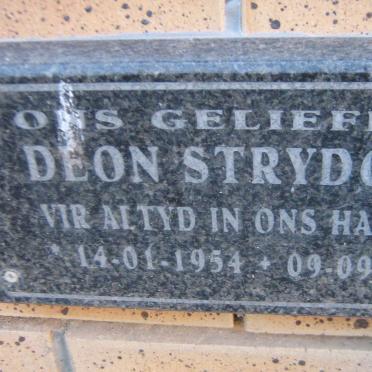 ONS GELIEF
DEON STRYDO
VIR ALTYD IN ONS HA
* 14-01-1954 + 09-09